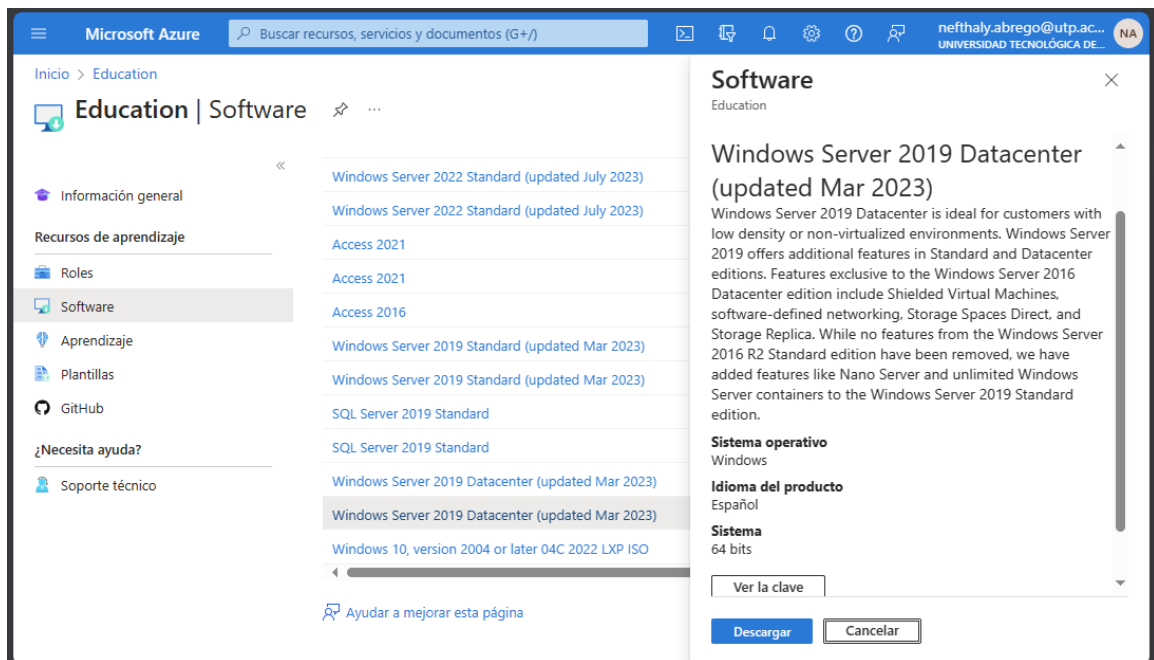 Microsoft Azure
Buscar recursos, servicios y documentos (G+/)
nefthaly.abrego@utp.ac...
UNIVERSIDAD TECNOLÓGICA DE...
NA
Inicio > Education
Education | Software
...
«
Información general
Recursos de aprendizaje
Roles
Software
Aprendizaje
Plantillas
GitHub
¿Necesita ayuda?
Soporte técnico
Windows Server 2022 Standard (updated July 2023)
Windows Server 2022 Standard (updated July 2023)
Access 2021
Access 2021
Access 2016
Windows Server 2019 Standard (updated Mar 2023)
Windows Server 2019 Standard (updated Mar 2023)
SQL Server 2019 Standard
SQL Server 2019 Standard
Windows Server 2019 Datacenter (updated Mar 2023)
Windows Server 2019 Datacenter (updated Mar 2023)
Windows 10, version 2004 or later 04C 2022 LXP ISO
Ayudar a mejorar esta página
Software
Education
Windows Server 2019 Datacenter
(updated Mar 2023)
Windows Server 2019 Datacenter is ideal for customers with
low density or non-virtualized environments. Windows Server
2019 offers additional features in Standard and Datacenter
editions. Features exclusive to the Windows Server 2016
Datacenter edition include Shielded Virtual Machines,
software-defined networking, Storage Spaces Direct, and
Storage Replica. While no features from the Windows Server
2016 R2 Standard edition have been removed, we have
added features like Nano Server and unlimited Windows
Server containers to the Windows Server 2019 Standard
edition.
Sistema operativo
Windows
Idioma del producto
Español
Sistema
64 bits
Ver la clave
Descargar
Cancelar